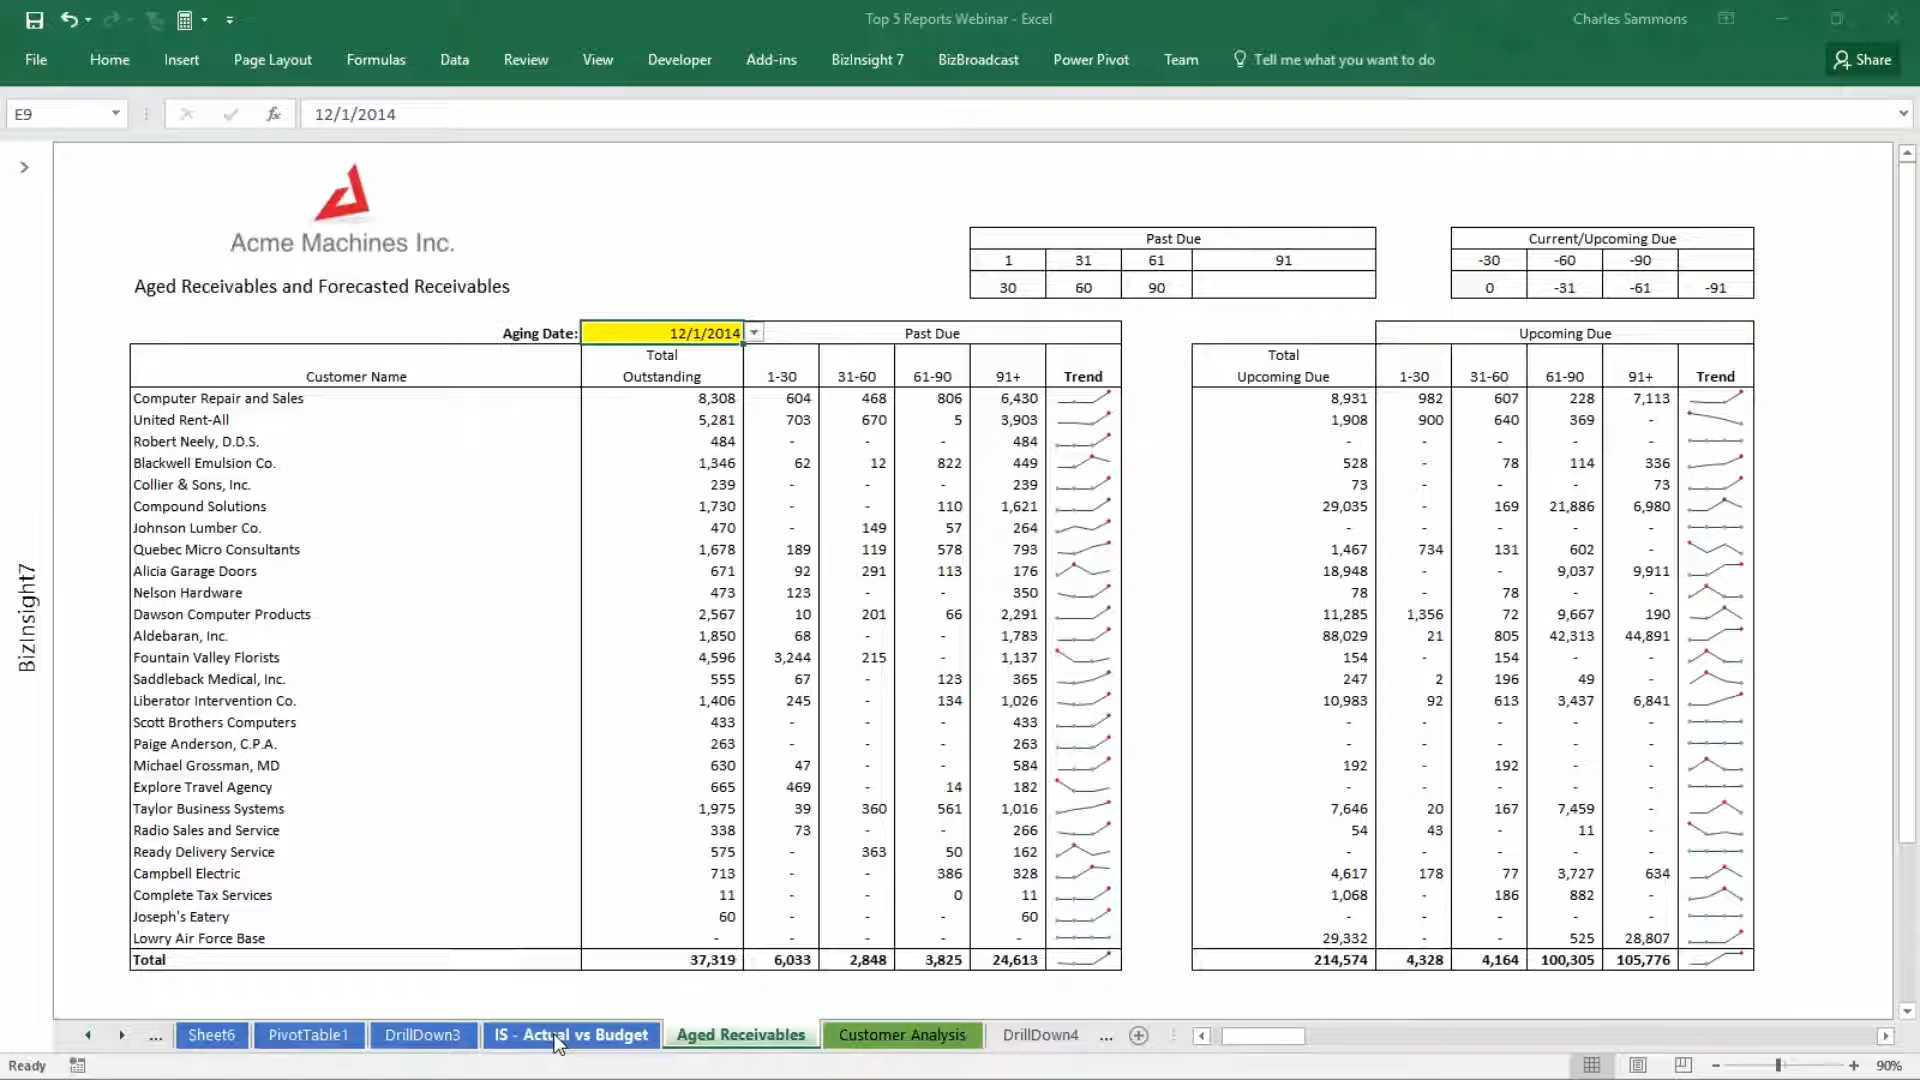 Top 5 Reports Webinar - Excel
Charles Sammons
File Home Insert Page Layout Formulas Data Review View Developer Add-ins BizInsight 7 BizBroadcast Power Pivot Team Tell me what you want to do Share
E9 fx 12/1/2014
Acme Machines Inc.
Aged Receivables and Forecasted Receivables
Past Due
1 31 61 91
30 60 90
Current/Upcoming Due
-30 -60 -90
0 -31 -61 -91
Aging Date: 12/1/2014 Past Due Upcoming Due
Total Total
Customer Name Outstanding 1-30 31-60 61-90 91+ Trend Upcoming Due 1-30 31-60 61-90 91+ Trend
Computer Repair and Sales 8,308 604 468 806 6,430 8,931 982 607 228 7,113
United Rent-All 5,281 703 670 5 3,903 1,908 900 640 369 -
Robert Neely, D.D.S. 484 - - - 484 - - - - -
Blackwell Emulsion Co. 1,346 62 12 822 449 528 - 78 114 336
Collier & Sons, Inc. 239 - - - 239 73 - - - 73
Compound Solutions 1,730 - - 110 1,621 29,035 - 169 21,886 6,980
Johnson Lumber Co. 470 - 149 57 264 - - - - -
Quebec Micro Consultants 1,678 189 119 578 793 1,467 734 131 602 -
Alicia Garage Doors 671 92 291 113 176 18,948 - - 9,037 9,911
Nelson Hardware 473 123 - - 350 78 - 78 - -
Dawson Computer Products 2,567 10 201 66 2,291 11,285 1,356 72 9,667 190
Aldebaran, Inc. 1,850 68 - - 1,783 88,029 21 805 42,313 44,891
Fountain Valley Florists 4,596 3,244 215 - 1,137 154 - 154 - -
Saddleback Medical, Inc. 555 67 - 123 365 247 2 196 49 -
Liberator Intervention Co. 1,406 245 - 134 1,026 10,983 92 613 3,437 6,841
Scott Brothers Computers 433 - - - 433 - - - - -
Paige Anderson, C.P.A. 263 - - - 263 - - - - -
Michael Grossman, MD 630 47 - - 584 192 - 192 - -
Explore Travel Agency 665 469 - 14 182 - - - - -
Taylor Business Systems 1,975 39 360 561 1,016 7,646 20 167 7,459 -
Radio Sales and Service 338 73 - - 266 54 43 - 11 -
Ready Delivery Service 575 - 363 50 162 - - - - -
Campbell Electric 713 - - 386 328 4,617 178 77 3,727 634
Complete Tax Services 11 - - 0 11 1,068 - 186 882 -
Joseph's Eatery 60 - - - 60 - - - - -
Lowry Air Force Base - - - - - 29,332 - - 525 28,807
Total 37,319 6,033 2,848 3,825 24,613 214,574 4,328 4,164 100,305 105,776
BizInsight7
... Sheet6 PivotTable1 DrillDown3 IS - Actual vs Budget Aged Receivables Customer Analysis DrillDown4 ...
Ready 90%